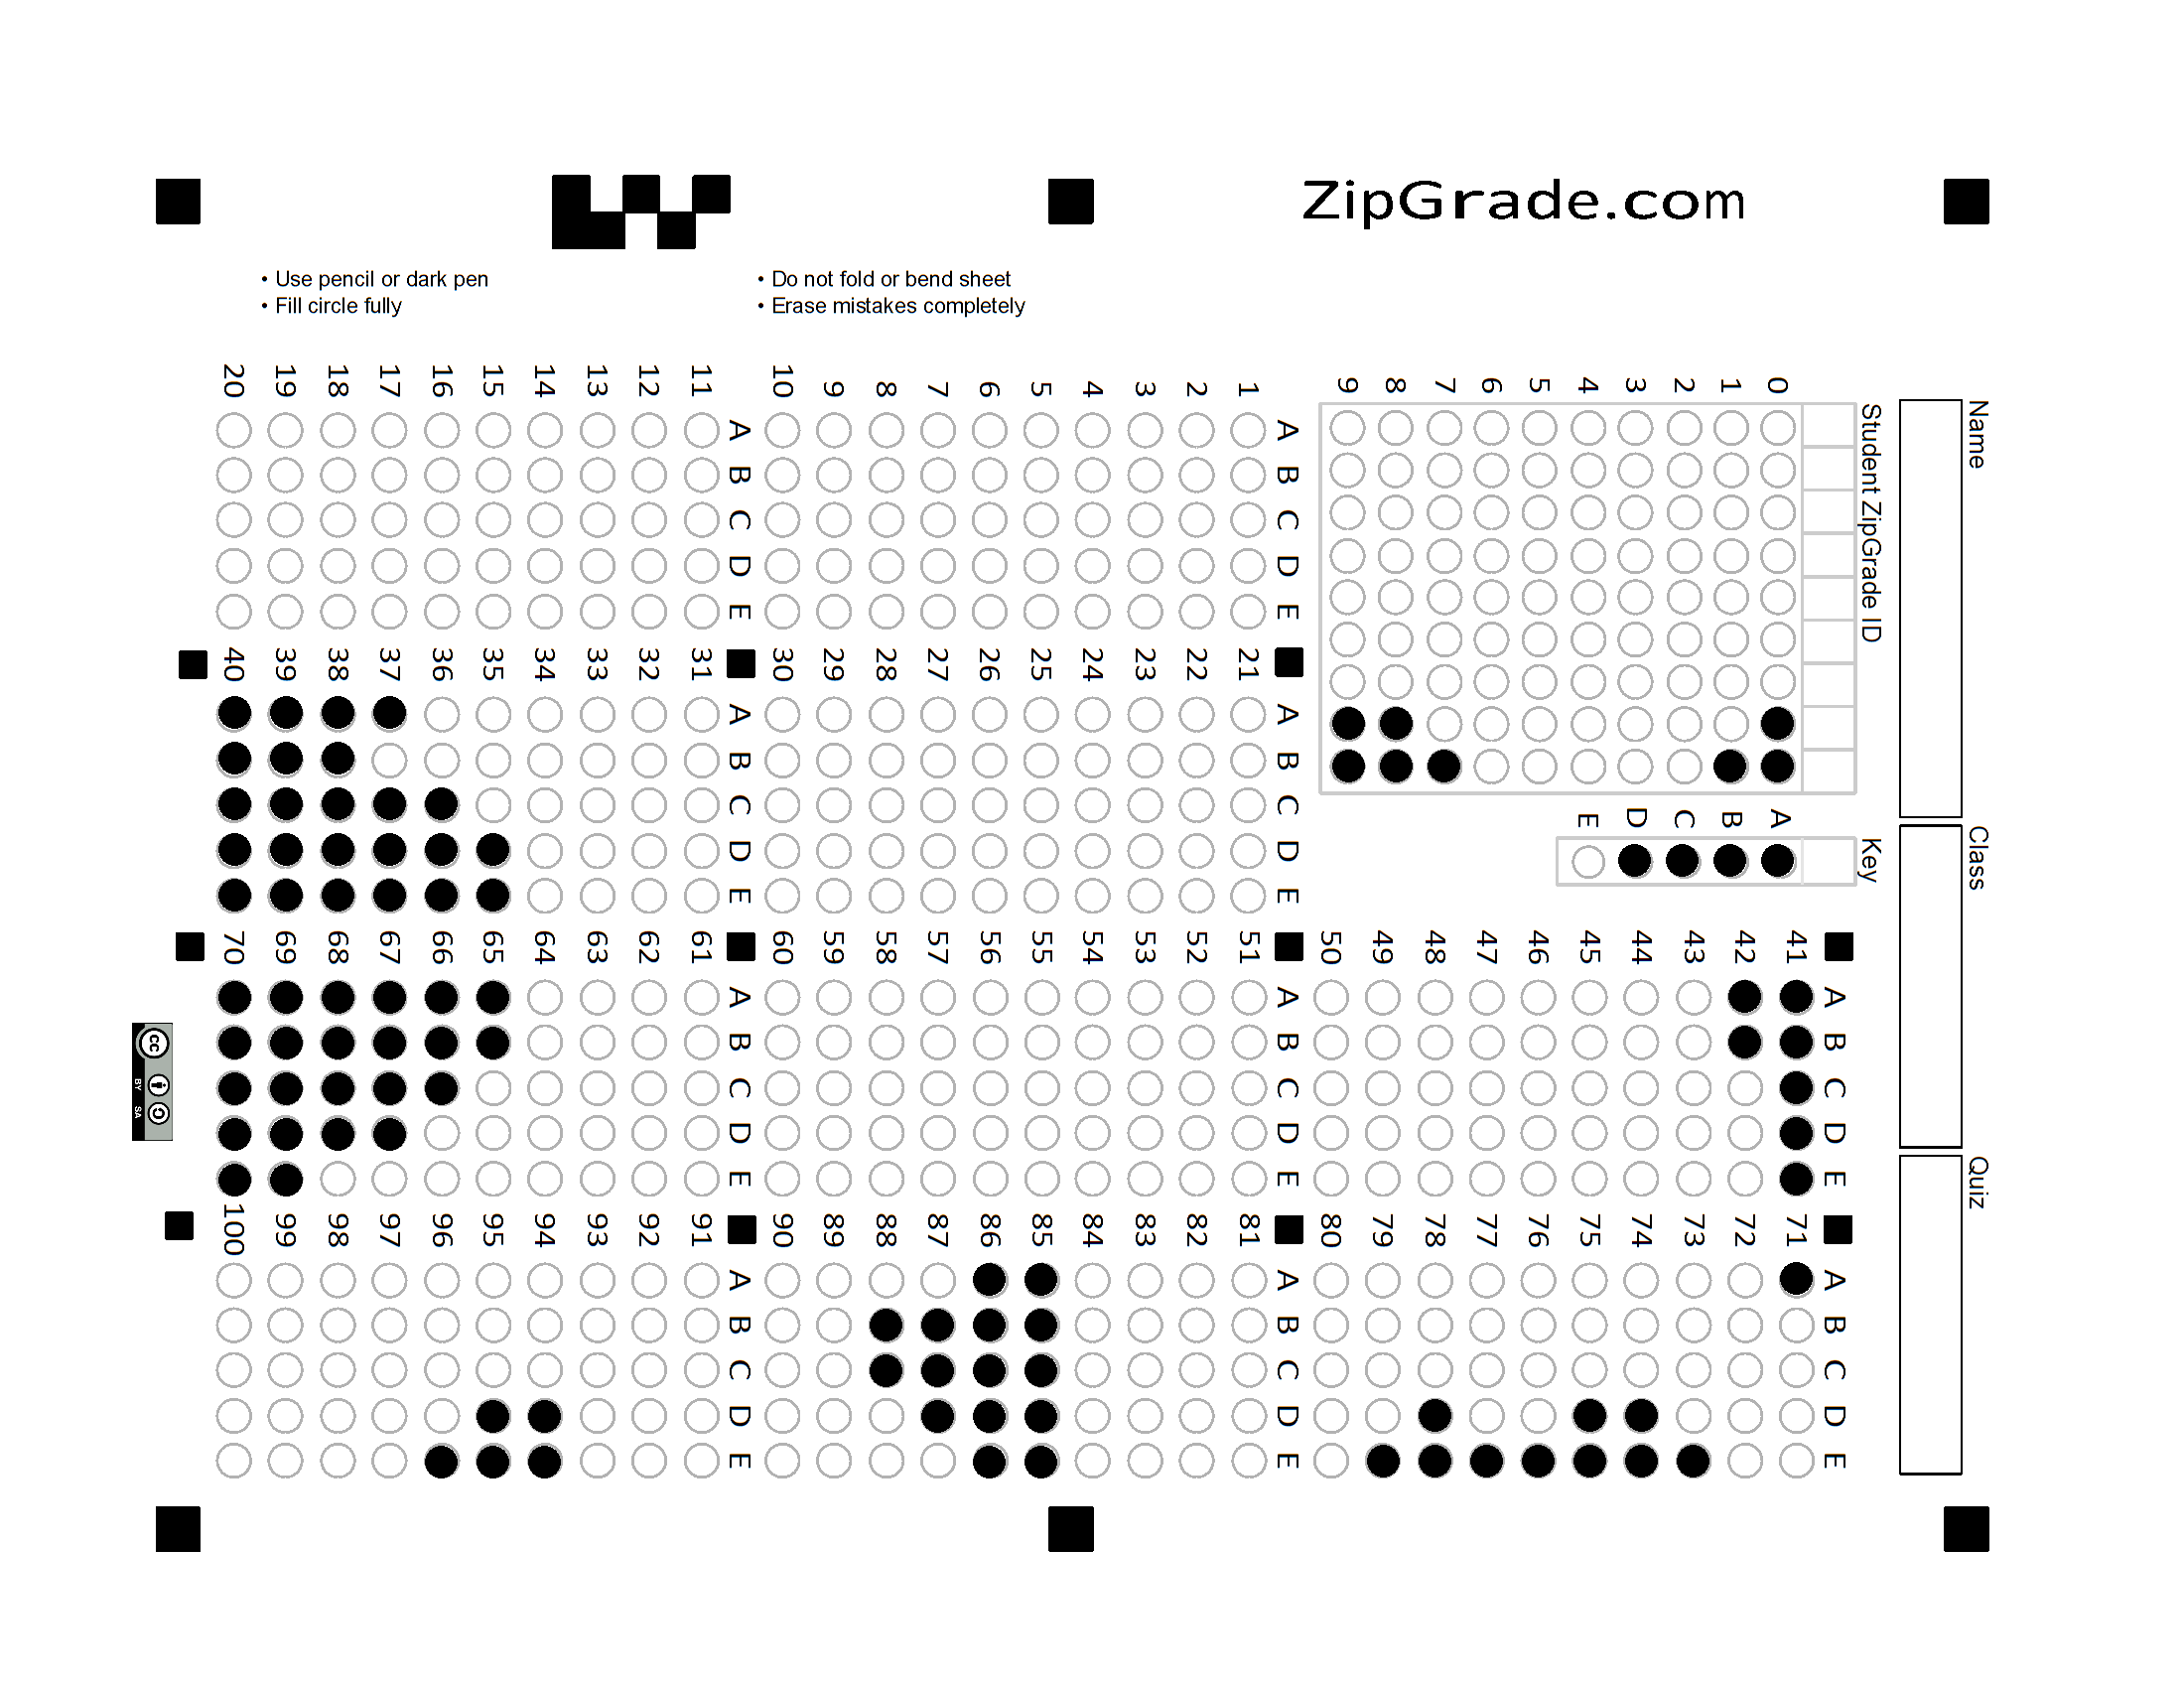 ZipGrade.com
• Use pencil or dark pen
• Fill circle fully
• Do not fold or bend sheet
• Erase mistakes completely
Name Class Quiz
Student ZipGrade ID Key
A B C D E A B C D E
0 A 41 71
1 B 42 72
2 C 43 73
3 D 44 74
4 E 45 75
5 46 76
6 47 77
7 48 78
8 49 79
9 50 80
A B C D E A B C D E A B C D E A B C D E
1 21 51 81
2 22 52 82
3 23 53 83
4 24 54 84
5 25 55 85
6 26 56 86
7 27 57 87
8 28 58 88
9 29 59 89
10 30 60 90
A B C D E A B C D E A B C D E A B C D E
11 31 61 91
12 32 62 92
13 33 63 93
14 34 64 94
15 35 65 95
16 36 66 96
17 37 67 97
18 38 68 98
19 39 69 99
20 40 70 100
cc
BY SA